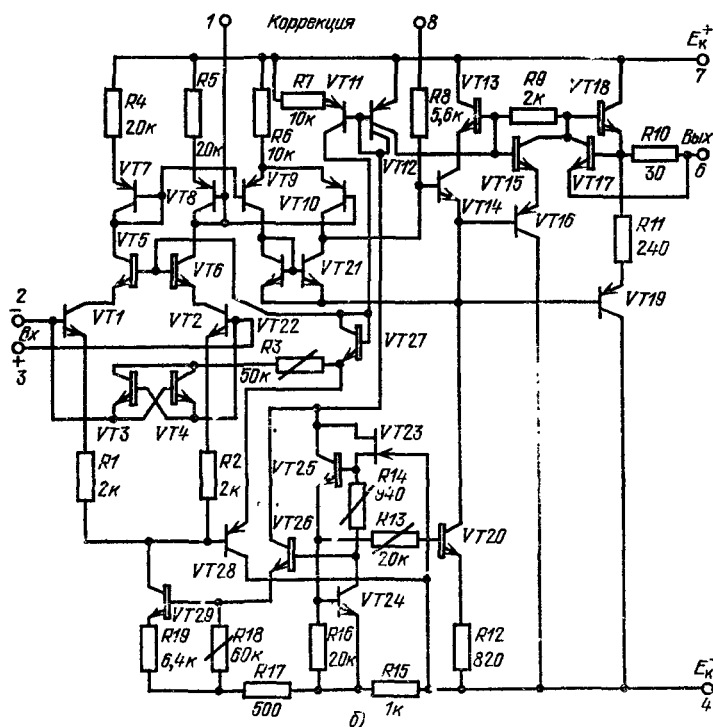 1 Коррекция 8
R4
20к
R5
20к
R6
10к
R7
10к
VT11
R8
5,6к
VT13
R9
2к
VT18
Eк+
7
R10
30
Вых
6
VT7
VT8
VT9
VT10
VT12
VT14
VT15
VT16
VT17
R11
240
VT5
VT6
VT21
VT19
2
−
Вх
+
3
VT1
VT2
VT22
R3
50к
VT27
VT3
VT4
R1
2к
R2
2к
VT23
VT25
R14
940
VT26
R13
20к
VT20
VT28
VT24
VT29
R19
6,4к
R18
60к
R16
20к
R12
820
R17
500
R15
1к
Eк−
4
б)